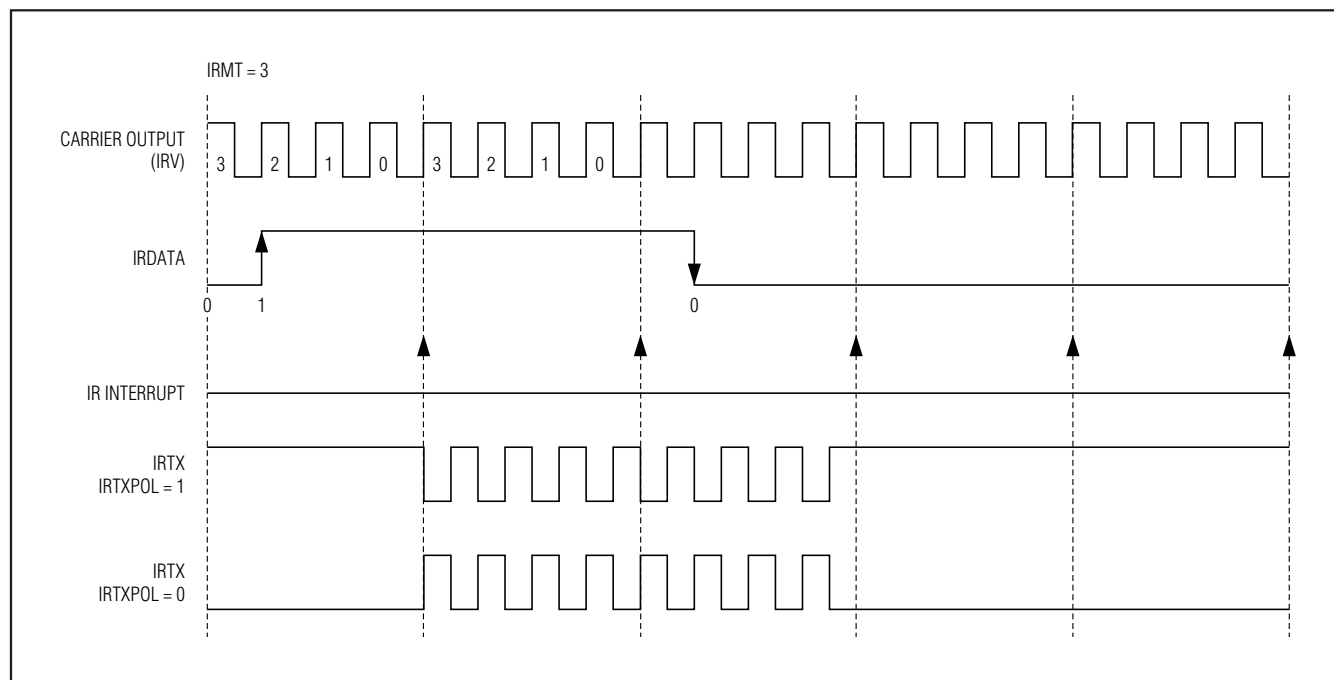 IRMT = 3
CARRIER OUTPUT
(IRV)
3 2 1 0 3 2 1 0
IRDATA
0 1 0
IR INTERRUPT
IRTX
IRTXPOL = 1
IRTX
IRTXPOL = 0